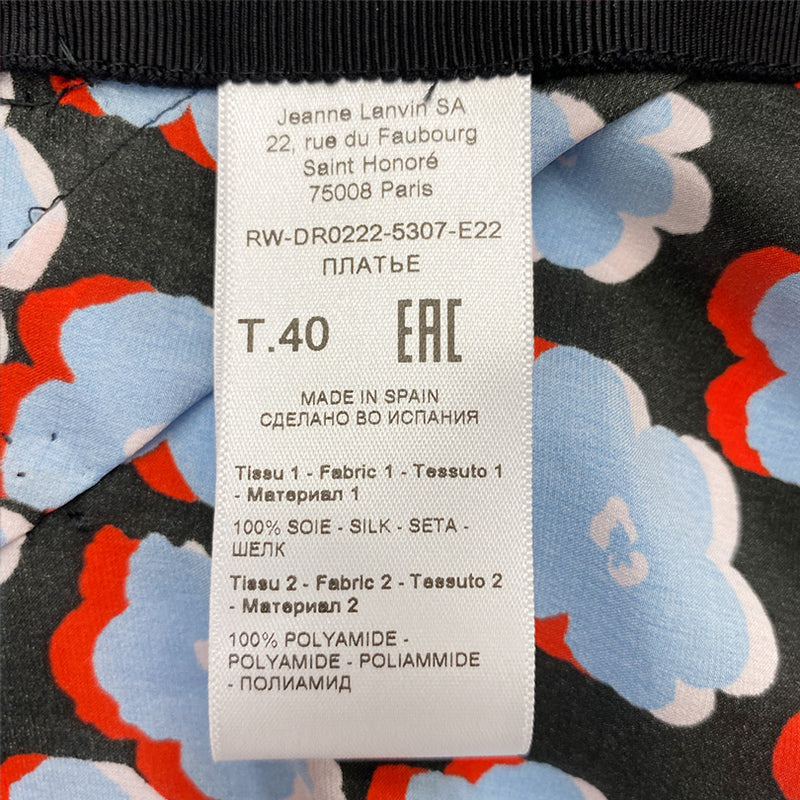 Jeanne Lanvin SA
22, rue du Faubourg
Saint Honoré
75008 Paris
RW-DR0222-5307-E22
ПЛАТЬЕ
T.40 EAC
MADE IN SPAIN
СДЕЛАНО ВО ИСПАНИЯ
Tissu 1 - Fabric 1 - Tessuto 1
- Материал 1
100% SOIE - SILK - SETA -
ШЕЛК
Tissu 2 - Fabric 2 - Tessuto 2
- Материал 2
100% POLYAMIDE -
POLYAMIDE - POLIAMMIDE
- ПОЛИАМИД